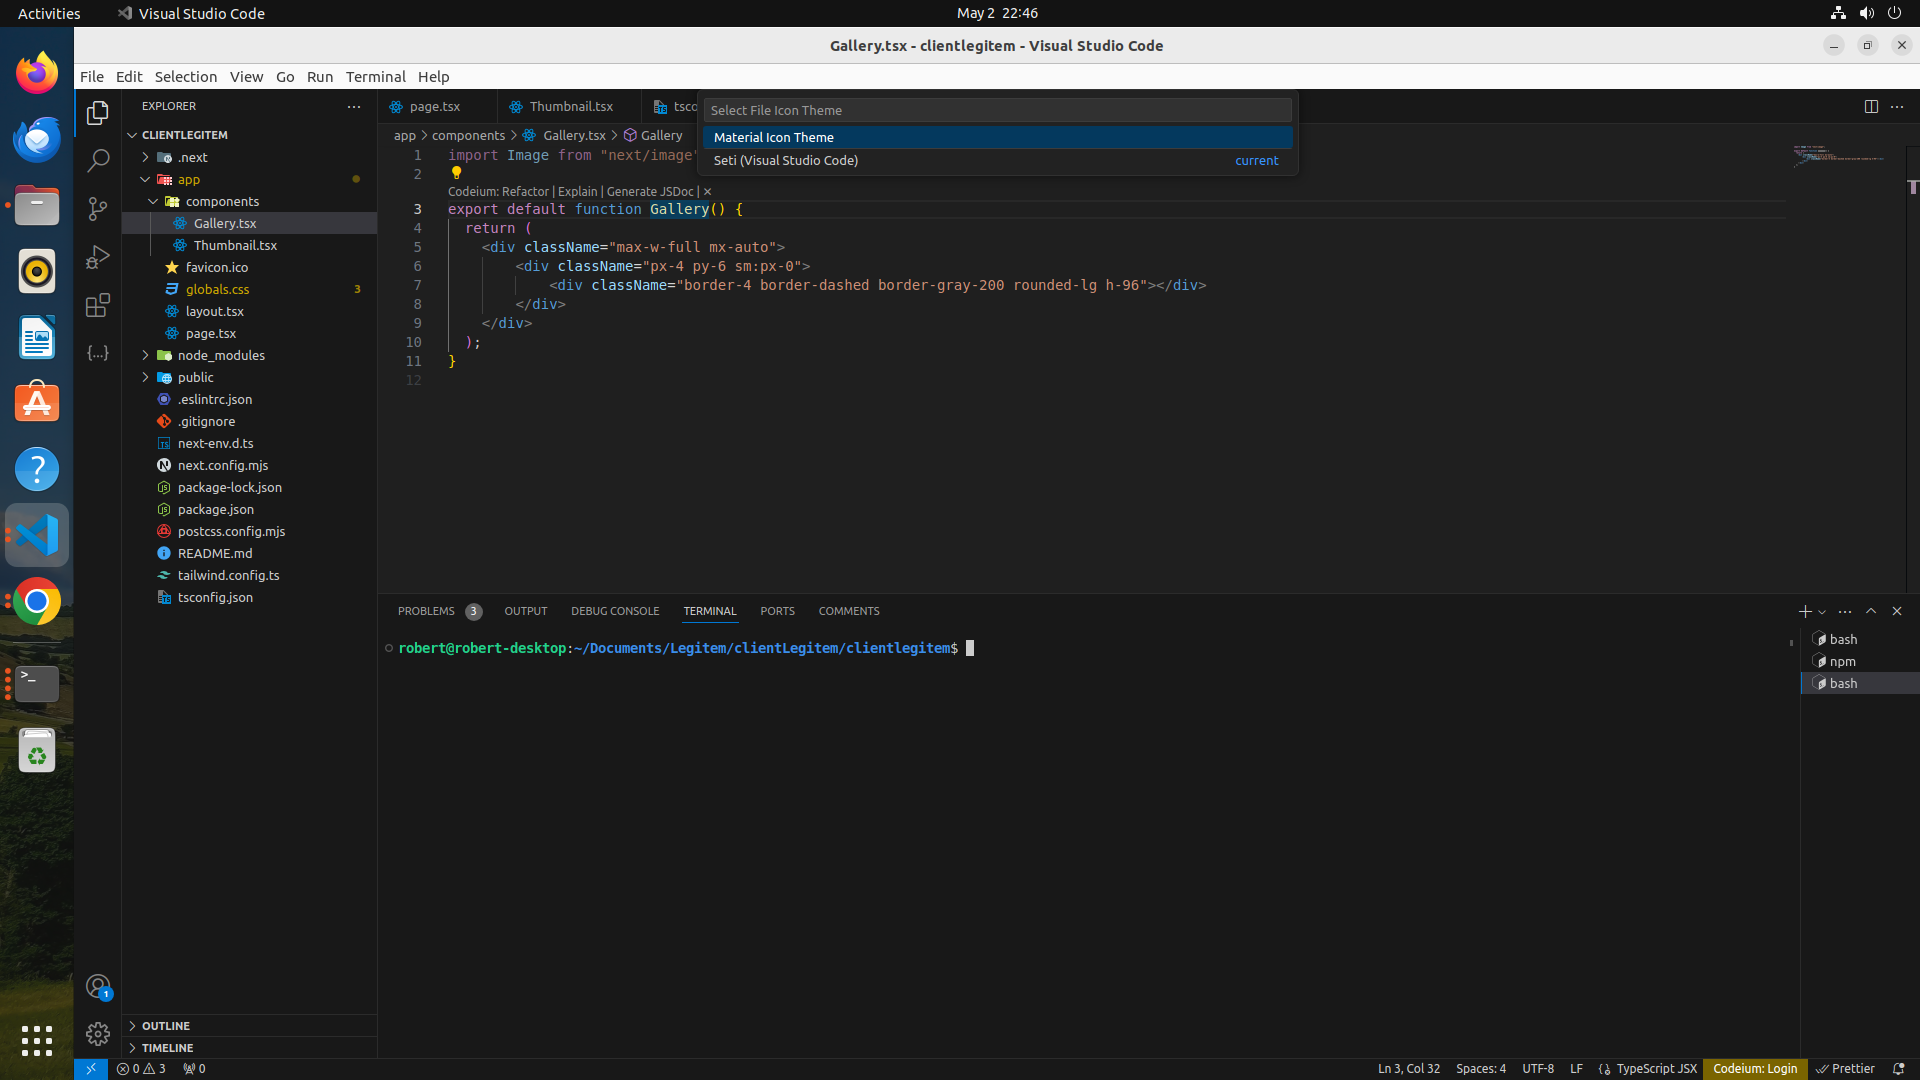 Activities
Visual Studio Code
May 2 22:46
Gallery.tsx - clientlegitem - Visual Studio Code
File Edit Selection View Go Run Terminal Help
EXPLORER
page.tsx
Thumbnail.tsx
tsco
Select File Icon Theme
Material Icon Theme
Seti (Visual Studio Code)
current
CLIENTLEGITEM
.next
app
components
Gallery.tsx
Thumbnail.tsx
favicon.ico
globals.css 3
layout.tsx
page.tsx
node_modules
public
.eslintrc.json
.gitignore
next-env.d.ts
next.config.mjs
package-lock.json
package.json
postcss.config.mjs
README.md
tailwind.config.ts
tsconfig.json
OUTLINE
TIMELINE
app > components > Gallery.tsx > Gallery
1 import Image from "next/image"
2
Codeium: Refactor | Explain | Generate JSDoc | ×
3 export default function Gallery() {
4 return (
5 <div className="max-w-full mx-auto">
6 <div className="px-4 py-6 sm:px-0">
7 <div className="border-4 border-dashed border-gray-200 rounded-lg h-96"></div>
8 </div>
9 </div>
10 );
11 }
12
PROBLEMS 3 OUTPUT DEBUG CONSOLE TERMINAL PORTS COMMENTS
robert@robert-desktop:~/Documents/Legitem/clientLegitem/clientlegitem$
bash
npm
bash
1
0 3 0
Ln 3, Col 32 Spaces: 4 UTF-8 LF TypeScript JSX Codeium: Login Prettier